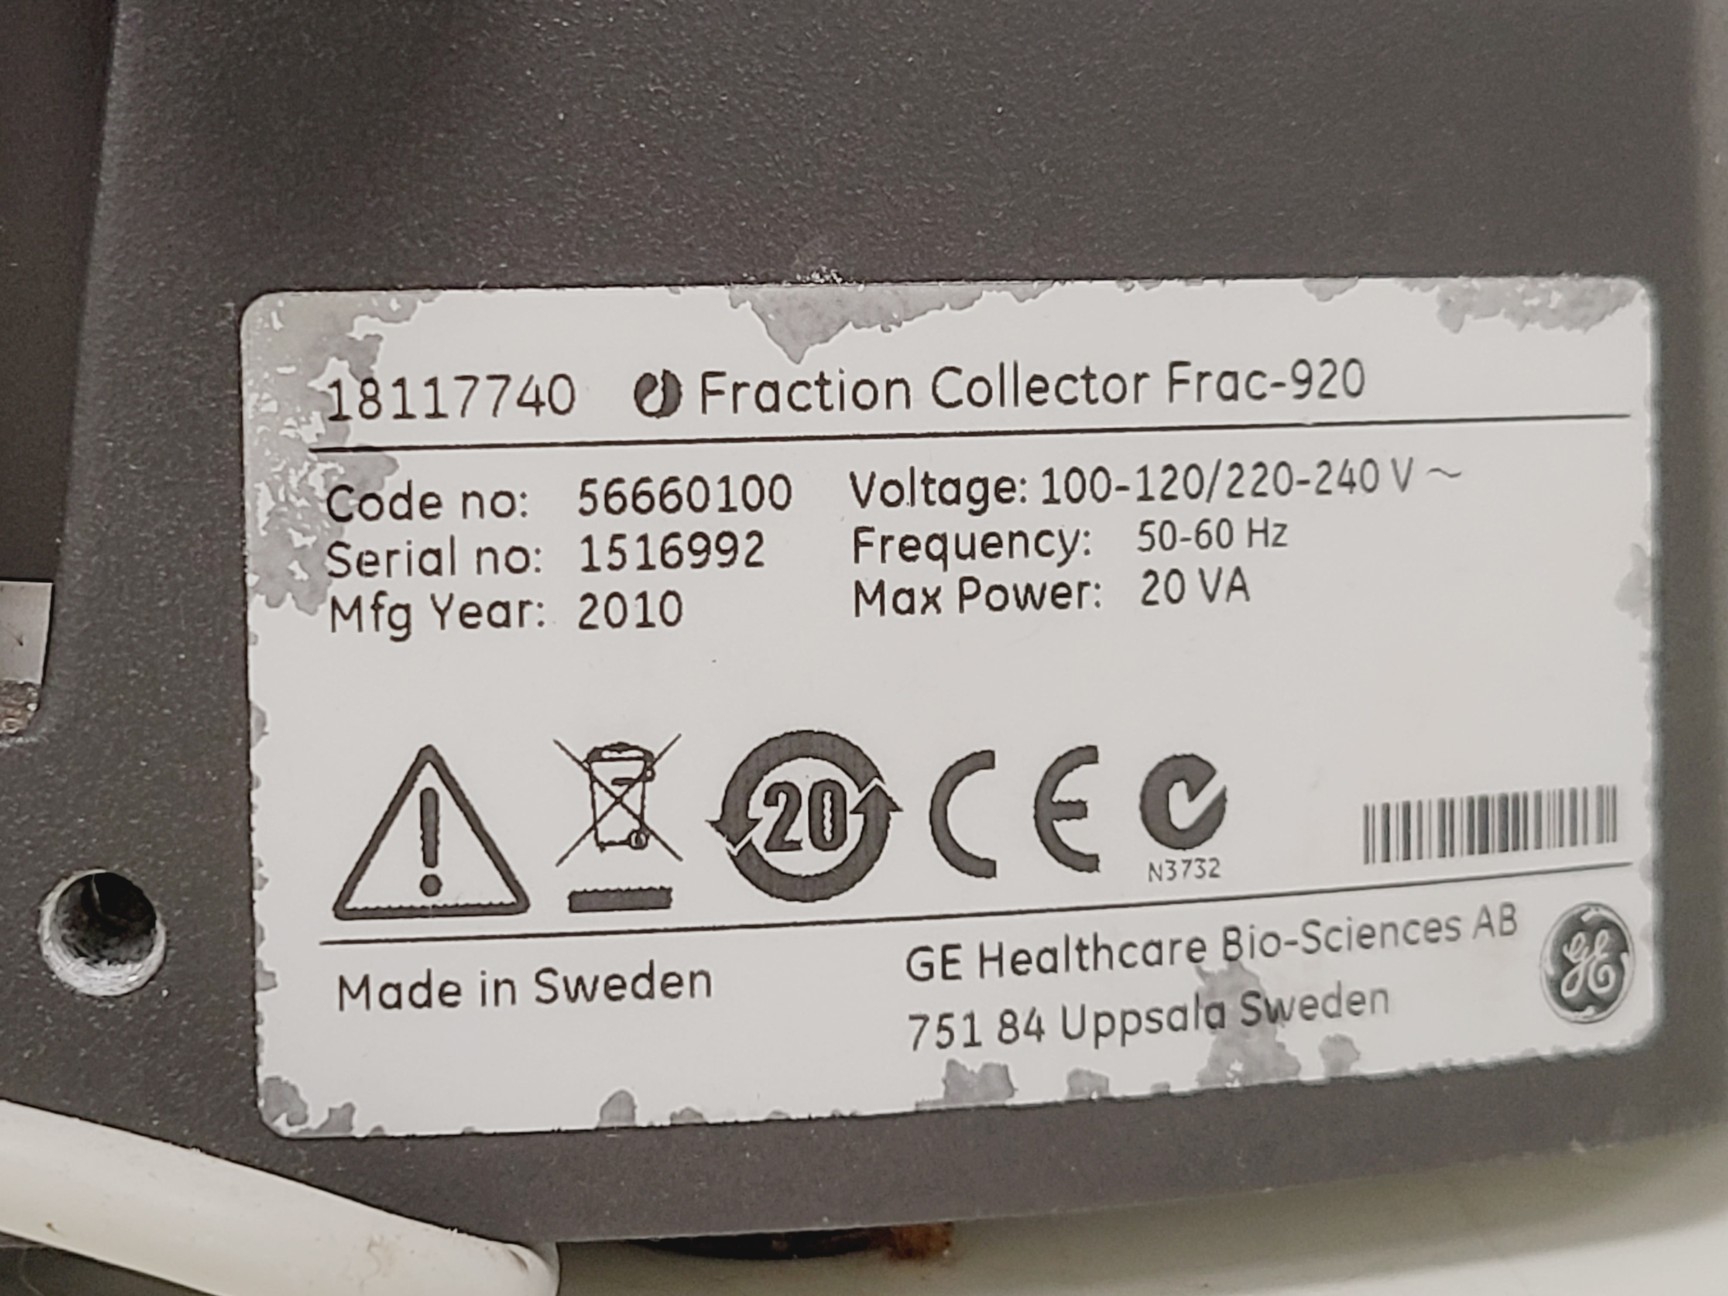 18117740 Fraction Collector Frac-920
Code no: 56660100 Voltage: 100-120/220-240 V ~
Serial no: 1516992 Frequency: 50-60 Hz
Mfg Year: 2010 Max Power: 20 VA
20 CE
N3732
Made in Sweden
GE Healthcare Bio-Sciences AB
751 84 Uppsala Sweden
GE